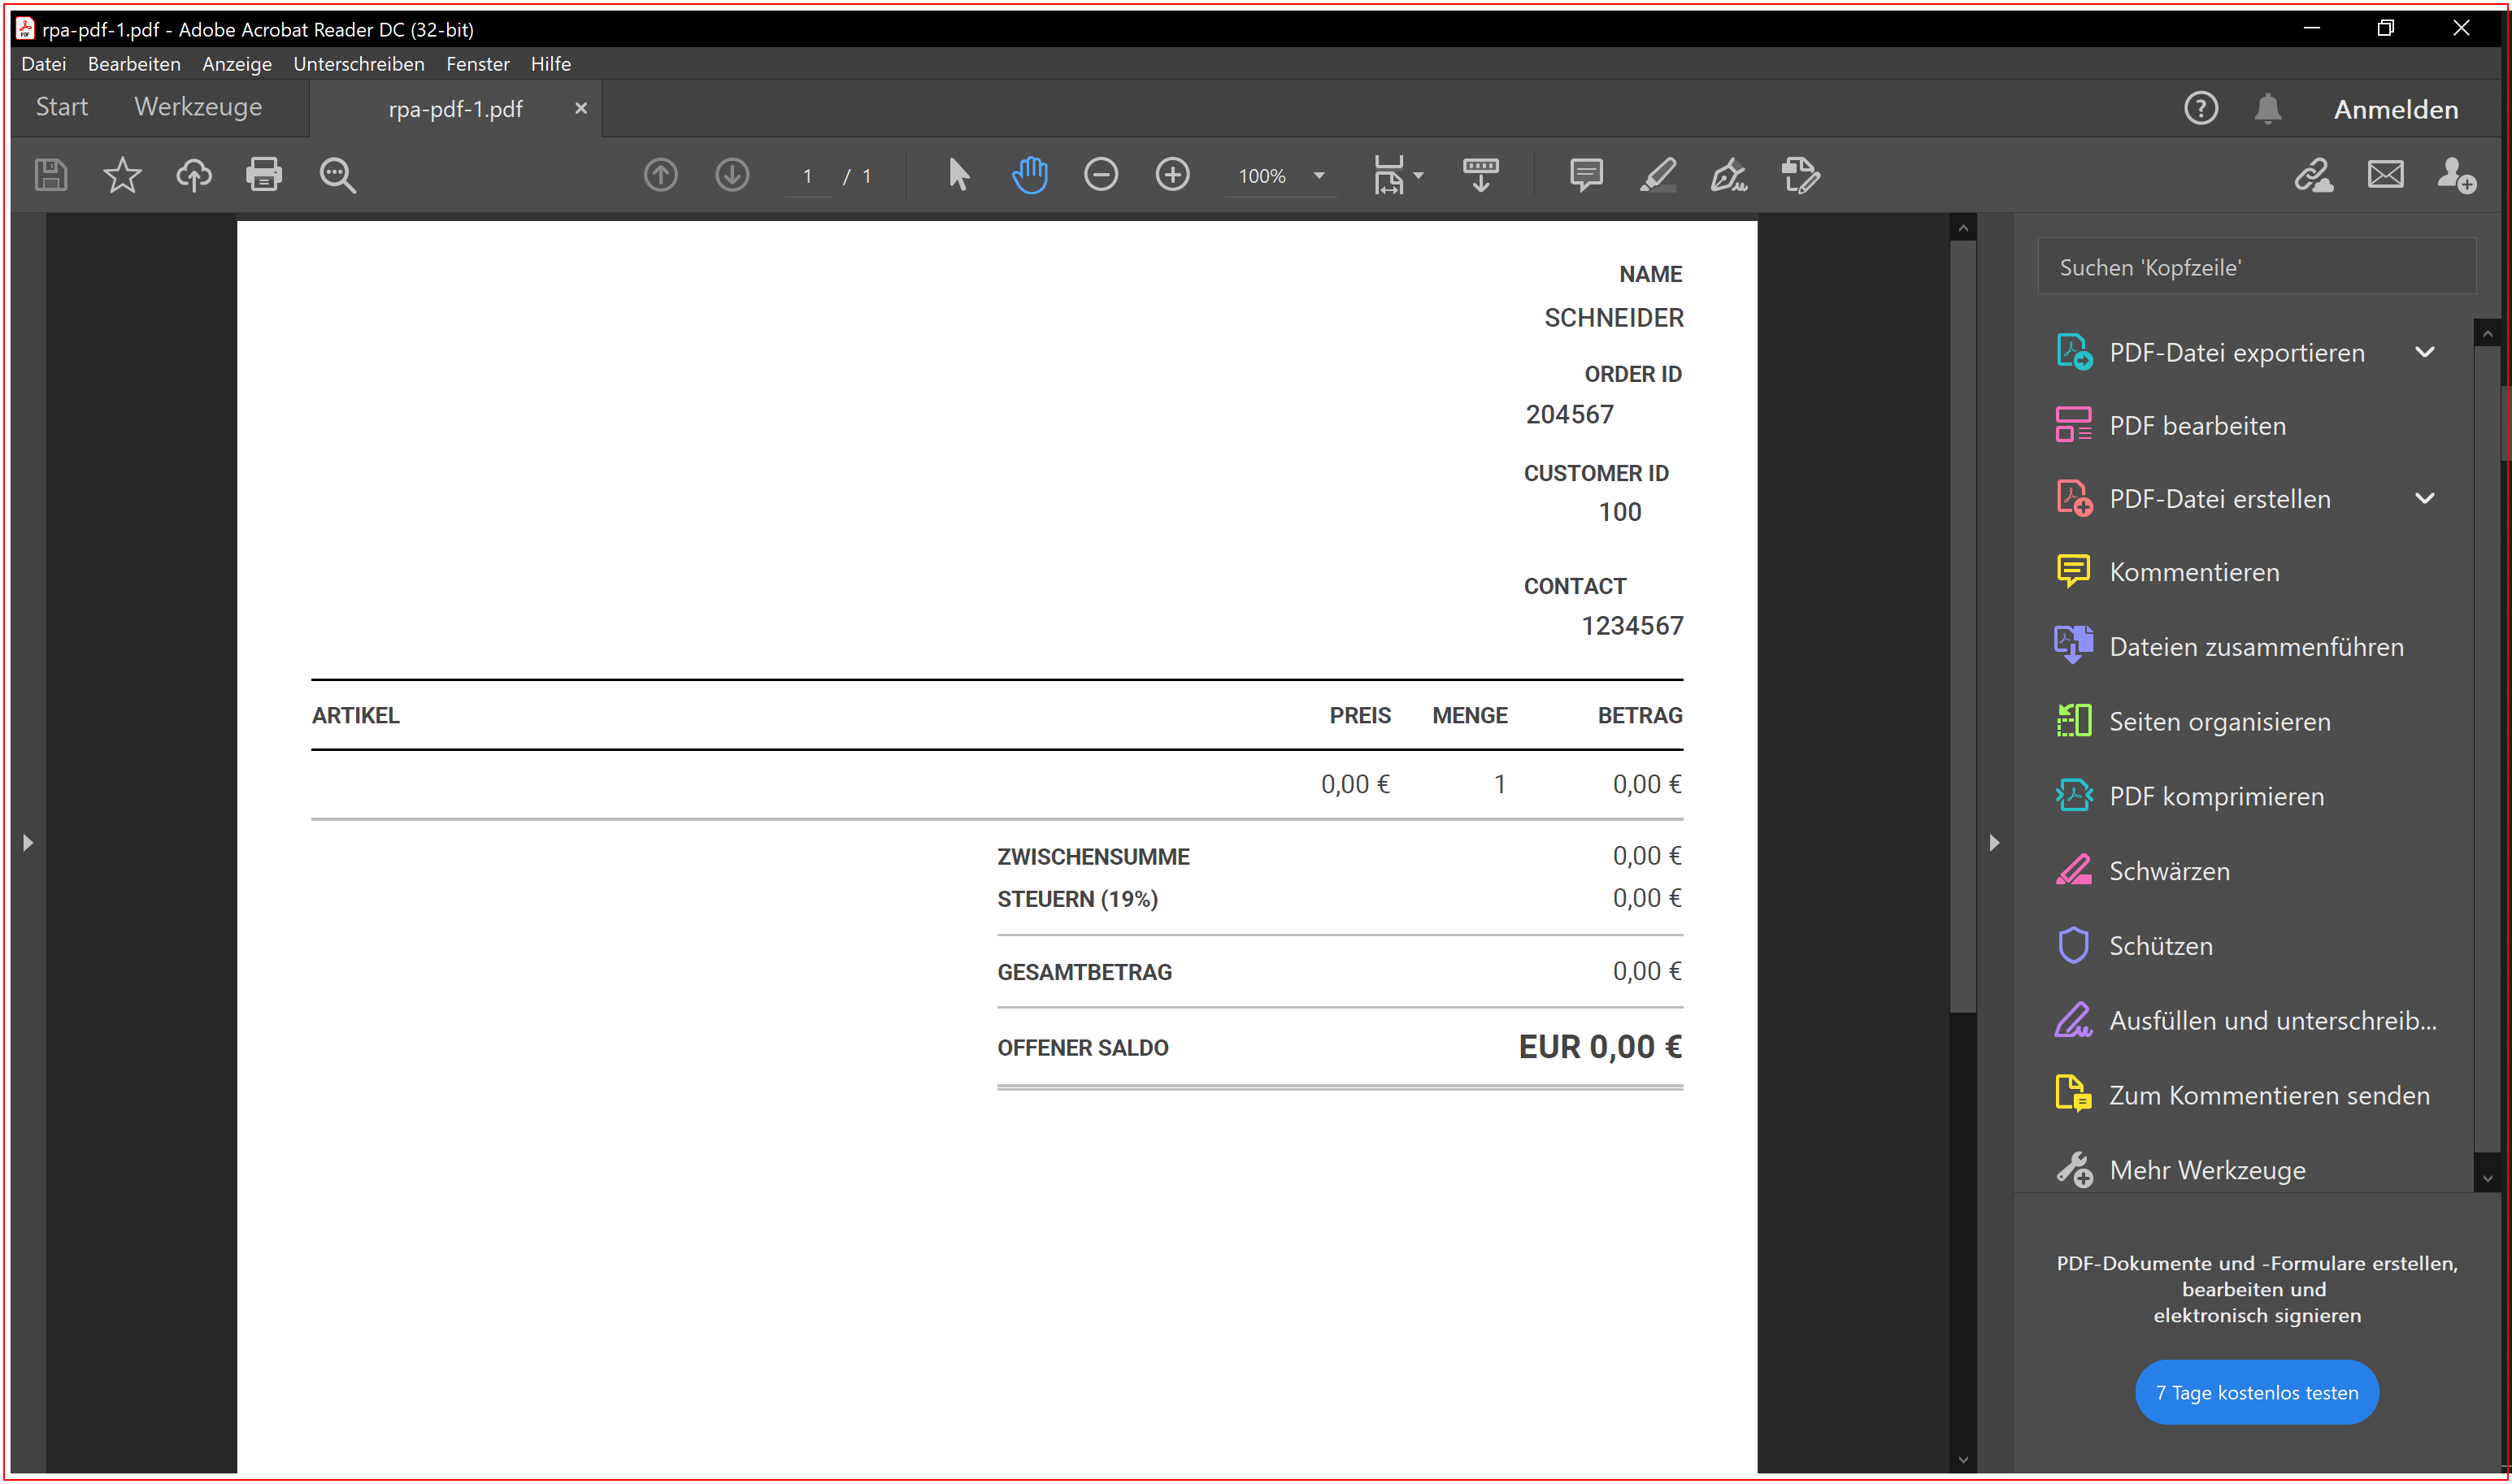 rpa-pdf-1.pdf - Adobe Acrobat Reader DC (32-bit)
Datei Bearbeiten Anzeige Unterschreiben Fenster Hilfe
Start Werkzeuge rpa-pdf-1.pdf Anmelden
1 / 1 100%
NAME
SCHNEIDER
ORDER ID
204567
CUSTOMER ID
100
CONTACT
1234567
ARTIKEL PREIS MENGE BETRAG
0,00 € 1 0,00 €
ZWISCHENSUMME 0,00 €
STEUERN (19%) 0,00 €
GESAMTBETRAG 0,00 €
OFFENER SALDO EUR 0,00 €
Suchen 'Kopfzeile'
PDF-Datei exportieren
PDF bearbeiten
PDF-Datei erstellen
Kommentieren
Dateien zusammenführen
Seiten organisieren
PDF komprimieren
Schwärzen
Schützen
Ausfüllen und unterschreib...
Zum Kommentieren senden
Mehr Werkzeuge
PDF-Dokumente und -Formulare erstellen,
bearbeiten und
elektronisch signieren
7 Tage kostenlos testen